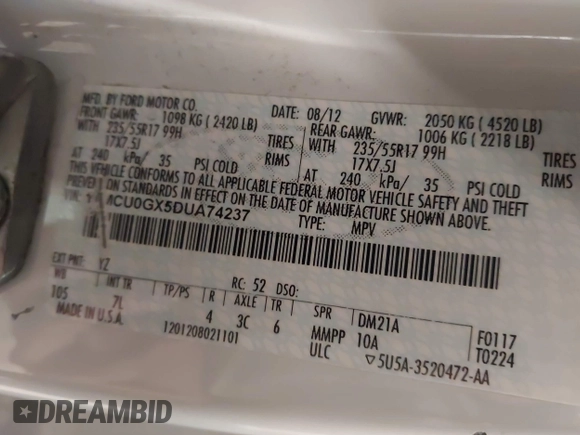 MFD. BY FORD MOTOR CO.
DATE: 08/12 GVWR: 2050 KG ( 4520 LB)
FRONT GAWR: 1098 KG ( 2420 LB) REAR GAWR: 1006 KG ( 2218 LB)
WITH 235/55R17 99H TIRES WITH 235/55R17 99H TIRES
17X7.5J RIMS 17X7.5J RIMS
AT 240 kPa/ 35 PSI COLD AT 240 kPa/ 35 PSI COLD
CONFORMS TO ALL APPLICABLE FEDERAL MOTOR VEHICLE SAFETY AND THEFT
PREVENTION STANDARDS IN EFFECT ON THE DATE OF MANUFACTURE SHOWN ABOVE.
MCU0GX5DUA74237 TYPE: MPV
EXT PNT: YZ RC: 52 DSO:
WB INT TR TP/PS R AXLE TR SPR DM21A F0117
105 7L 4 3C 6 MMPP 10A T0224
MADE IN U.S.A. 1201208021101 ULC ▽5U5A-3520472-AA
DREAMBID